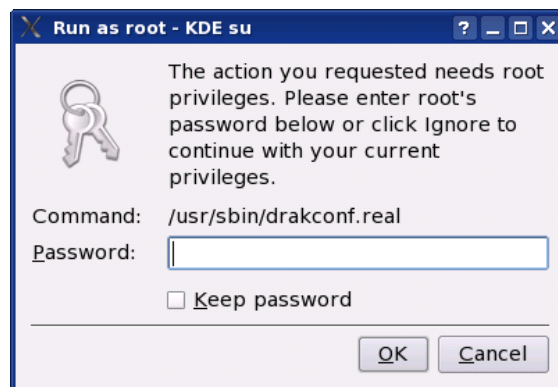 Run as root - KDE su
The action you requested needs root
privileges. Please enter root's
password below or click Ignore to
continue with your current
privileges.
Command: /usr/sbin/drakconf.real
Password:
Keep password
OK Cancel